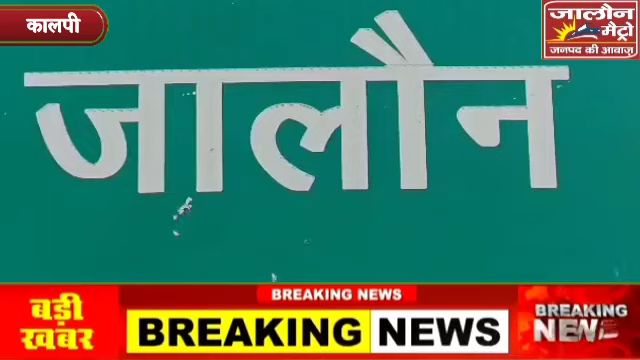 कालपी
जालौन
मैट्रो
जनपद की आवाज़
जालौन
BREAKING NEWS
बड़ी
खबर
BREAKING NEWS
BREAKING
NEWS